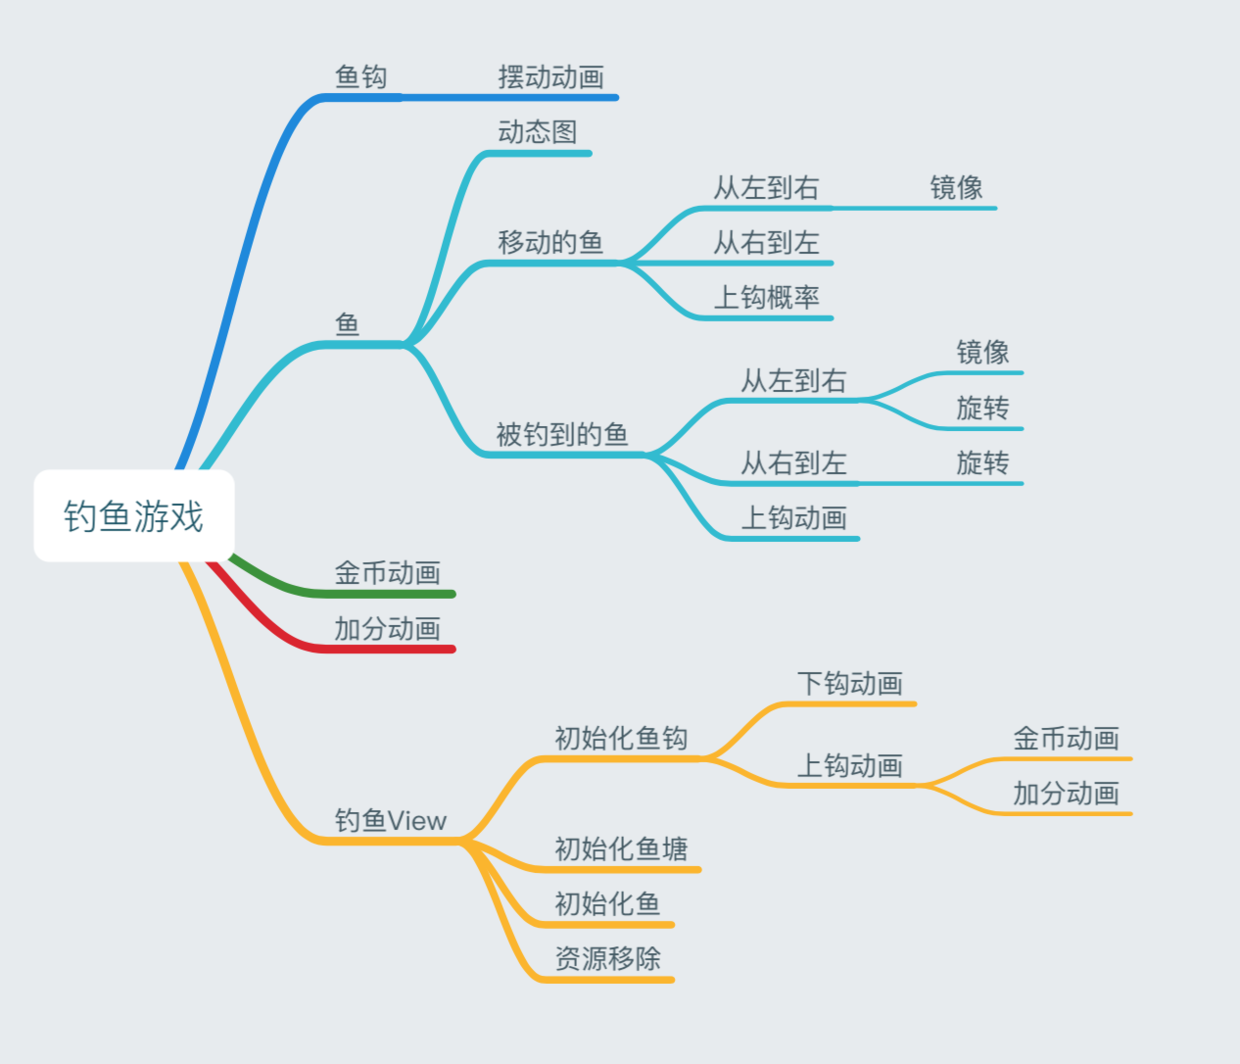 钓鱼游戏
鱼钩
摆动动画
鱼
动态图
移动的鱼
从左到右
镜像
从右到左
上钩概率
被钓到的鱼
从左到右
镜像
旋转
从右到左
旋转
上钩动画
金币动画
加分动画
钓鱼View
初始化鱼钩
下钩动画
上钩动画
金币动画
加分动画
初始化鱼塘
初始化鱼
资源移除